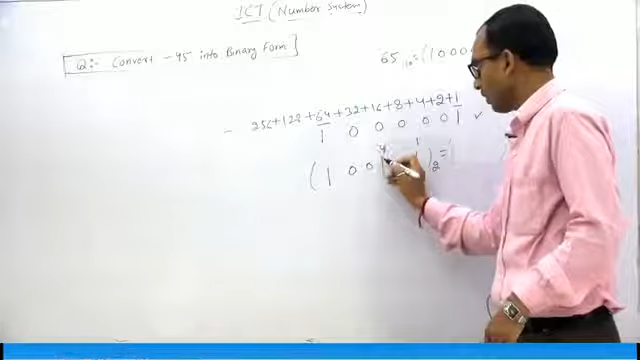 ICT (Number System)
Q:- Convert -45 into Binary Form]
65₁₀=(1000
- 256+128+64+32+16+8+4+2+1
1 0 0 0 0 0 1 ✓
(1 0 0 1 )₂ =